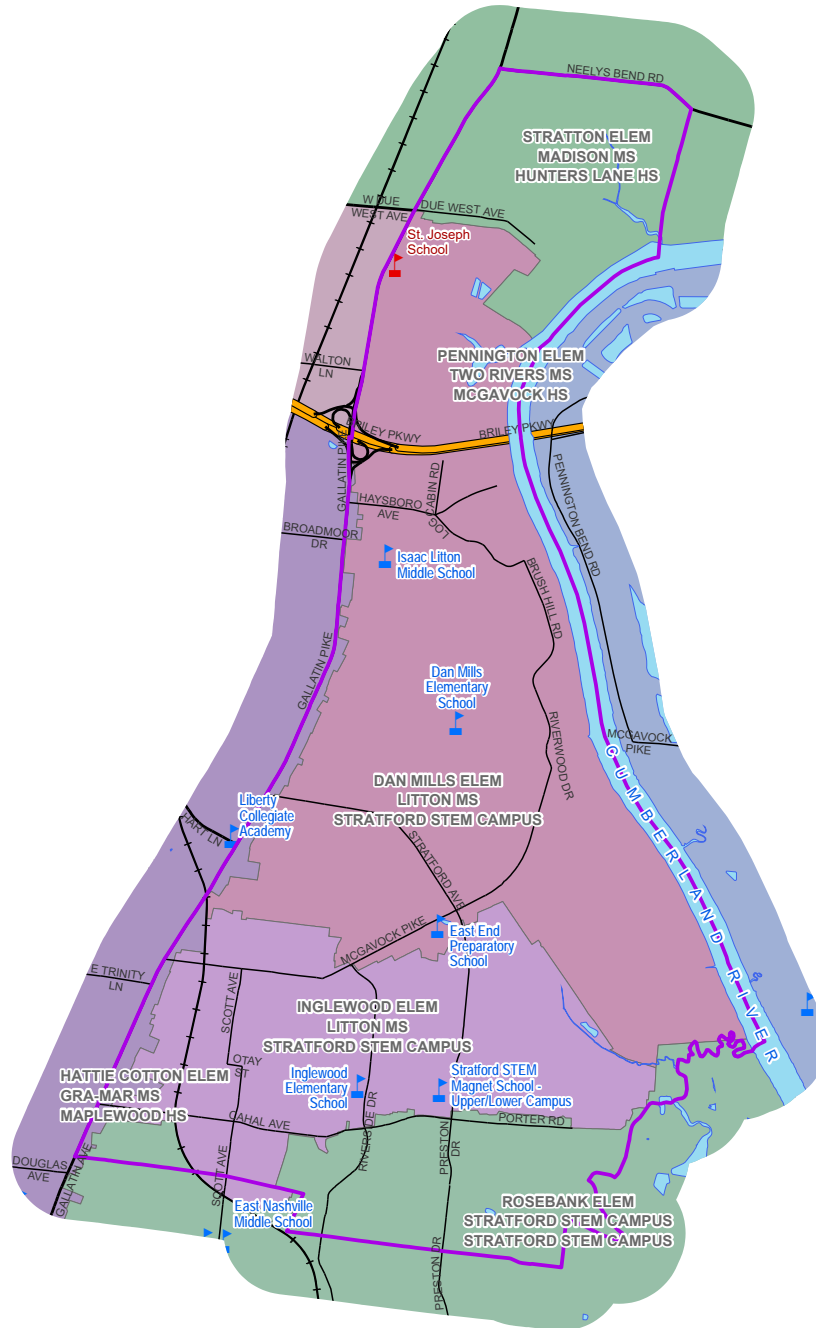 NEELYS BEND RD
STRATTON ELEM
MADISON MS
HUNTERS LANE HS
W DUE
WEST AVE
DUE WEST AVE
St. Joseph
School
PENNINGTON ELEM
TWO RIVERS MS
MCGAVOCK HS
WALTON
LN
BRILEY PKWY
BRILEY PKWY
GALLATIN PIKE
PENNINGTON BEND RD
LOG CABIN RD
HAYSBORO
AVE
BROADMOOR
DR
Isaac Litton
Middle School
BRUSH HILL RD
GALLATIN PIKE
Dan Mills
Elementary
School
RIVERWOOD DR
MCGAVOCK
PIKE
CUMBERLAND RIVER
DAN MILLS ELEM
LITTON MS
STRATFORD STEM CAMPUS
Liberty
Collegiate
Academy
HART LN
STRATFORD AVE
MCGAVOCK PIKE
East End
Preparatory
School
E TRINITY
LN
SCOTT AVE
INGLEWOOD ELEM
LITTON MS
STRATFORD STEM CAMPUS
OTAY
ST
HATTIE COTTON ELEM
GRA-MAR MS
MAPLEWOOD HS
Inglewood
Elementary
School
Stratford STEM
Magnet School -
Upper/Lower Campus
CAHAL AVE
RIVERSIDE DR
PRESTON
DR
PORTER RD
DOUGLAS
AVE
GALLATIN AVE
SCOTT AVE
East Nashville
Middle School
ROSEBANK ELEM
STRATFORD STEM CAMPUS
STRATFORD STEM CAMPUS
PRESTON DR